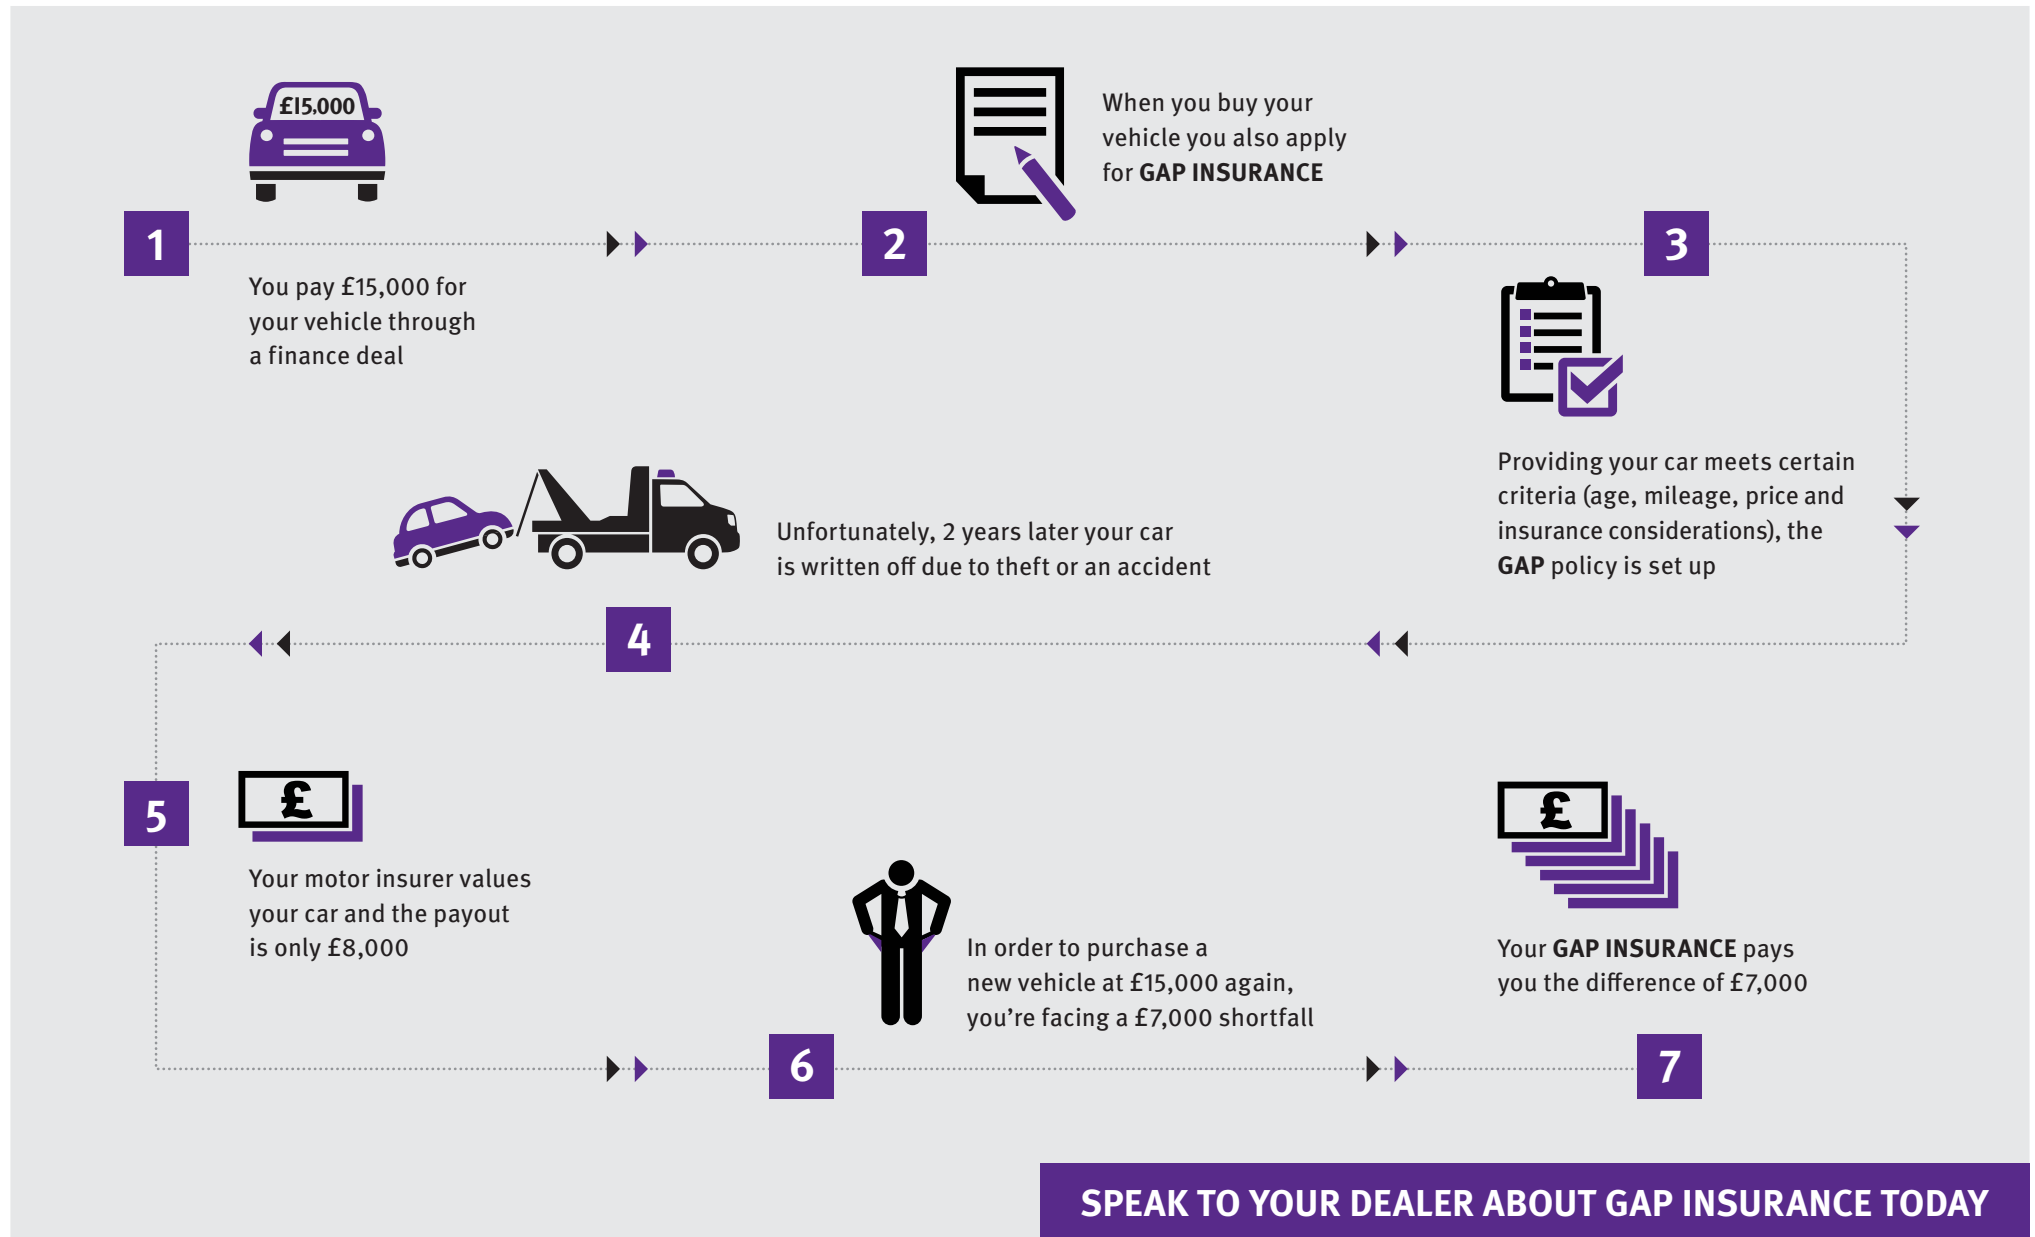 £15,000
1
You pay £15,000 for
your vehicle through
a finance deal
2
When you buy your
vehicle you also apply
for GAP INSURANCE
3
Providing your car meets certain
criteria (age, mileage, price and
insurance considerations), the
GAP policy is set up
4
Unfortunately, 2 years later your car
is written off due to theft or an accident
5
£
Your motor insurer values
your car and the payout
is only £8,000
6
In order to purchase a
new vehicle at £15,000 again,
you’re facing a £7,000 shortfall
7
£
Your GAP INSURANCE pays
you the difference of £7,000
SPEAK TO YOUR DEALER ABOUT GAP INSURANCE TODAY